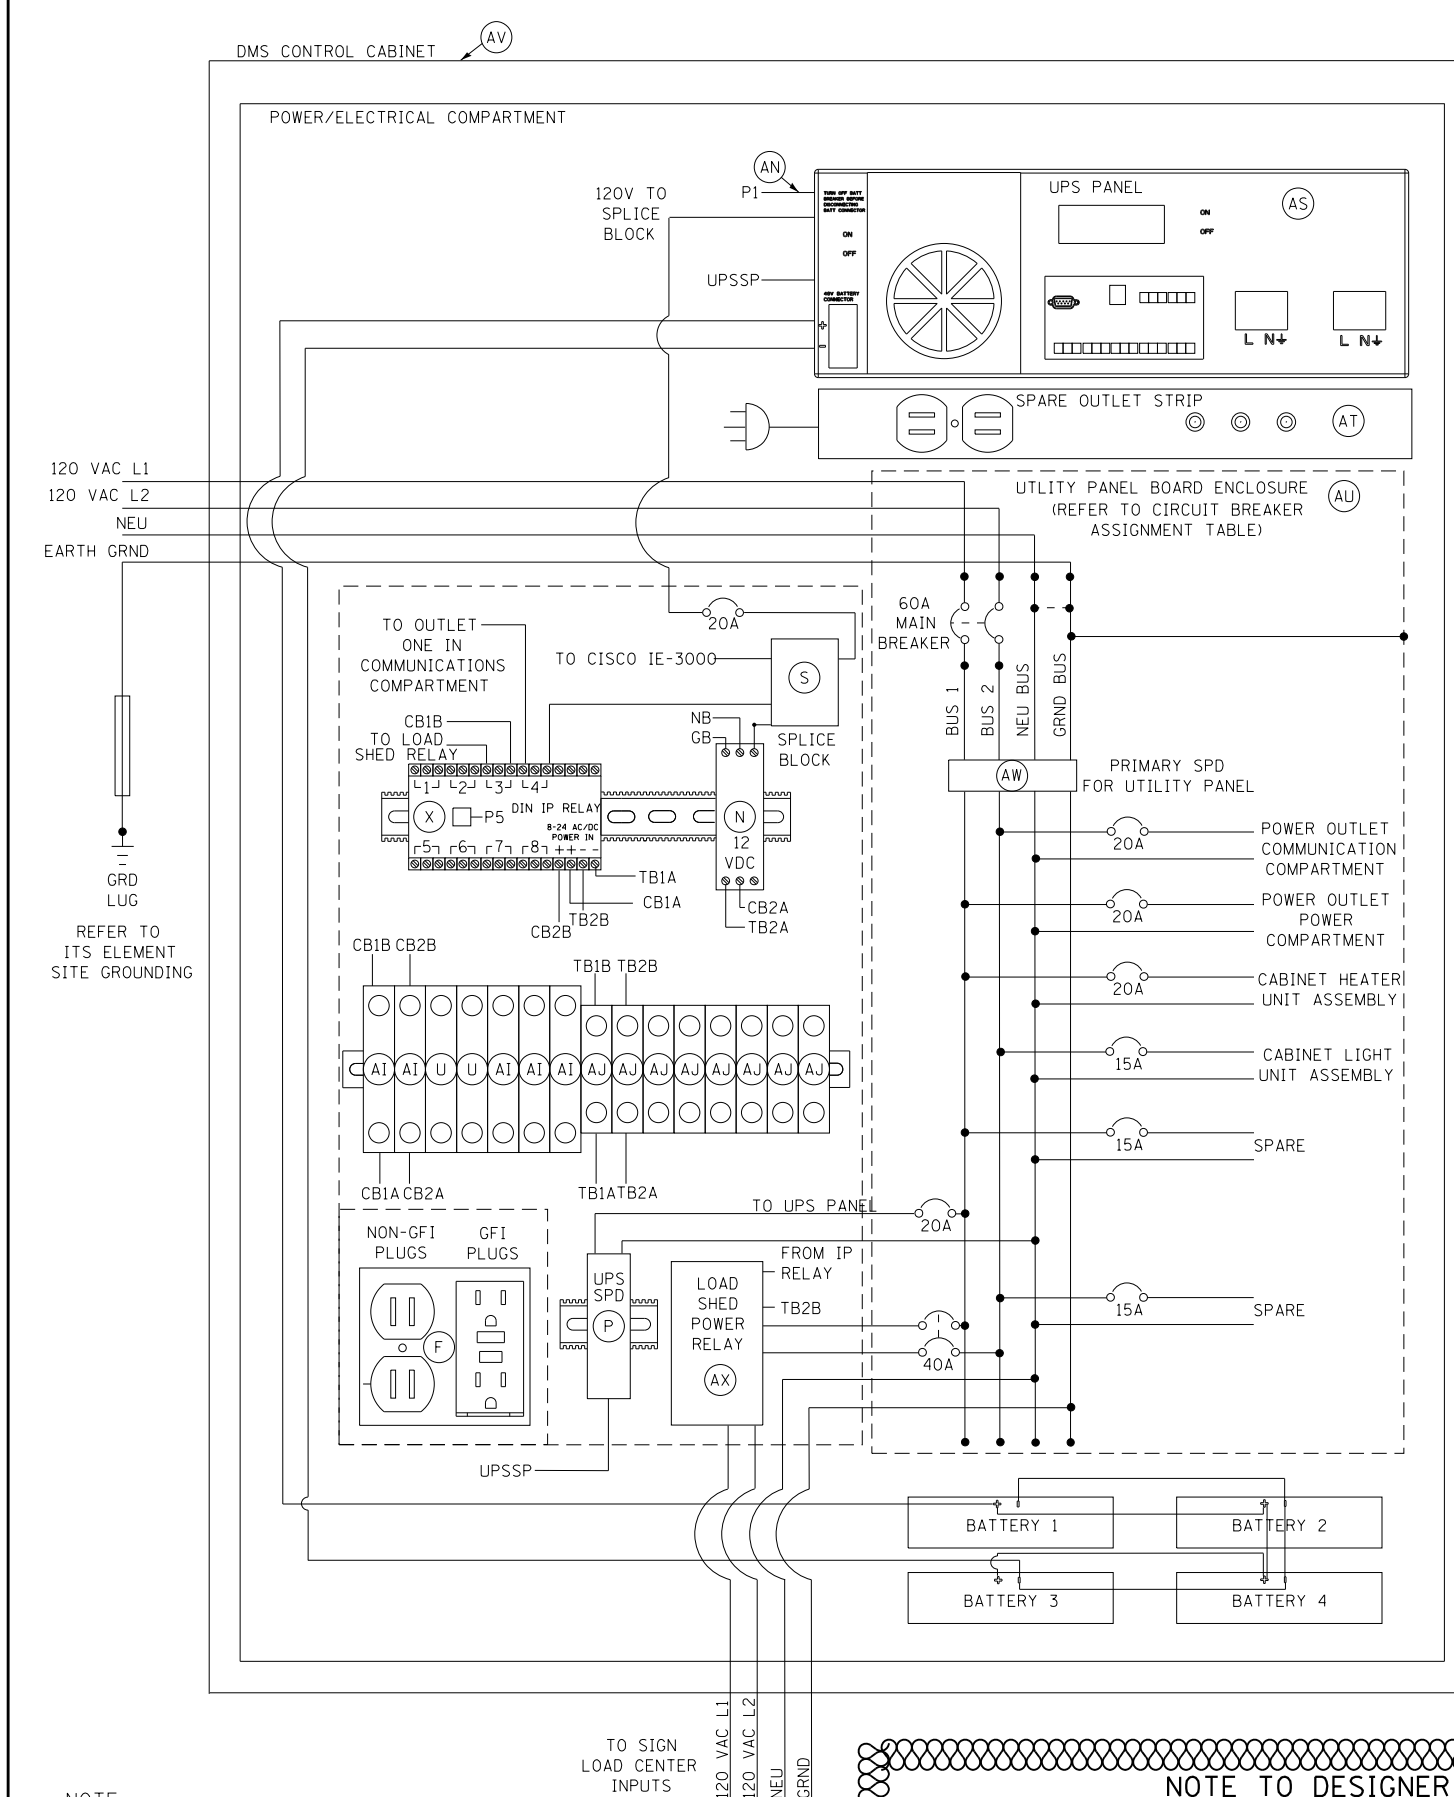 DMS CONTROL CABINET
AV
POWER/ELECTRICAL COMPARTMENT
AN
P1
120V TO
SPLICE
BLOCK
UPSSP
TURN OFF BATT
BREAKER BEFORE
DISCONNECTING
BATT CONNECTOR
ON
OFF
48V BATTERY
CONNECTOR
+
-
UPS PANEL
ON
OFF
AS
L N
L N
SPARE OUTLET STRIP
AT
120 VAC L1
120 VAC L2
NEU
EARTH GRND
UTLITY PANEL BOARD ENCLOSURE
(REFER TO CIRCUIT BREAKER
ASSIGNMENT TABLE)
AU
GRD
LUG
REFER TO
ITS ELEMENT
SITE GROUNDING
20A
TO OUTLET
ONE IN
COMMUNICATIONS
COMPARTMENT
TO CISCO IE-3000
S
SPLICE
BLOCK
CB1B
TO LOAD
SHED RELAY
NB
GB
1 2 3 4
X
P5
DIN IP RELAY
8-24 AC/DC
POWER IN
5 6 7 8 ++--
N
12
VDC
TB1A
CB1A
TB2B
CB2B
CB2A
TB2A
60A
MAIN
BREAKER
BUS 1
BUS 2
NEU BUS
GRND BUS
AW
PRIMARY SPD
FOR UTILITY PANEL
20A
POWER OUTLET
COMMUNICATION
COMPARTMENT
20A
POWER OUTLET
POWER
COMPARTMENT
20A
CABINET HEATER
UNIT ASSEMBLY
15A
CABINET LIGHT
UNIT ASSEMBLY
15A
SPARE
15A
SPARE
CB1B CB2B
TB1B TB2B
AI AI U U AI AI AI AJ AJ AJ AJ AJ AJ AJ AJ
CB1A CB2A
TB1A TB2A
TO UPS PANEL
20A
NON-GFI
PLUGS
GFI
PLUGS
F
UPS
SPD
P
UPSSP
LOAD
SHED
POWER
RELAY
AX
FROM IP
RELAY
TB2B
40A
+
BATTERY 1
+
BATTERY 2
+
BATTERY 3
+
BATTERY 4
TO SIGN
LOAD CENTER
INPUTS
120 VAC L1
120 VAC L2
NEU
GRND
NOTE
NOTE TO DESIGNER